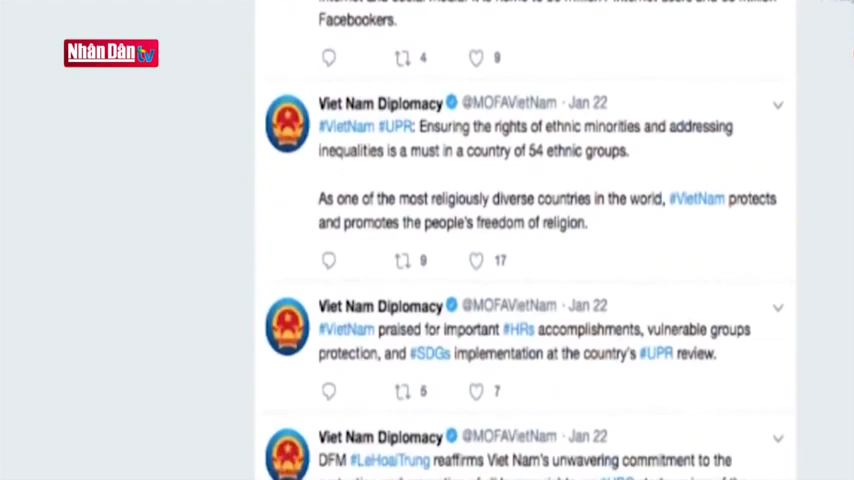 Facebookers.
Nhân Dân tv
4 9
Viet Nam Diplomacy @MOFAVietNam · Jan 22
#VietNam #UPR: Ensuring the rights of ethnic minorities and addressing
inequalities is a must in a country of 54 ethnic groups.
As one of the most religiously diverse countries in the world, #VietNam protects
and promotes the people's freedom of religion.
9 17
Viet Nam Diplomacy @MOFAVietNam · Jan 22
#VietNam praised for important #HRs accomplishments, vulnerable groups
protection, and #SDGs implementation at the country's #UPR review.
5 7
Viet Nam Diplomacy @MOFAVietNam · Jan 22
DFM #LeHoaiTrung reaffirms Viet Nam's unwavering commitment to the